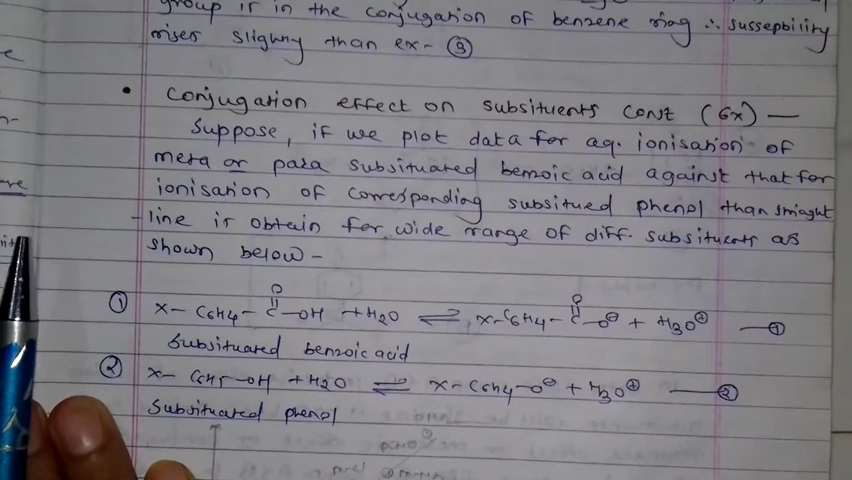 group is in the conjugation of benzene ring ∴ sussepbility
rises slighly than ex- ③
• Conjugation effect on subsituents const (σx) —
Suppose, if we plot data for aq. ionisation of
meta or para subsituated benzoic acid against that for
ionisation of corresponding subsitued phenol than straight
line is obtain for wide range of diff. subsituents as
shown below -
① x- C6H4- C(=O) -OH + H2O ⇌ x- C6H4 - C(=O) - O⊖ + H3O⊕ —①
Subsituated benzoic acid
② x- C6H5 - OH + H2O ⇌ x- C6H4 - O⊖ + H3O⊕ —②
Subsituated phenol